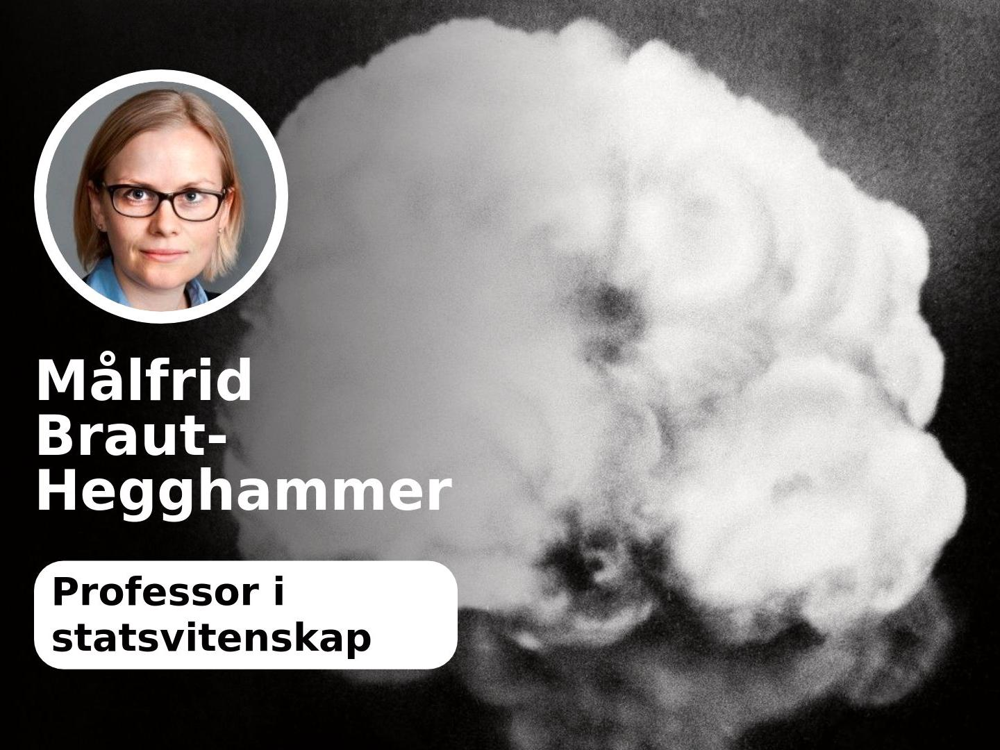 Målfrid
Braut-
Hegghammer
Professor i
statsvitenskap